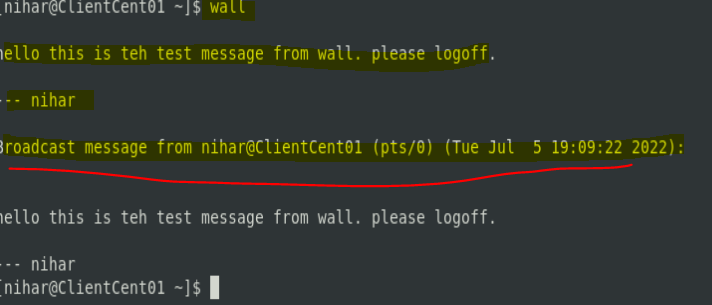 [nihar@ClientCent01 ~]$ wall
hello this is teh test message from wall. please logoff.
--- nihar
Broadcast message from nihar@ClientCent01 (pts/0) (Tue Jul  5 19:09:22 2022):
hello this is teh test message from wall. please logoff.
--- nihar
[nihar@ClientCent01 ~]$